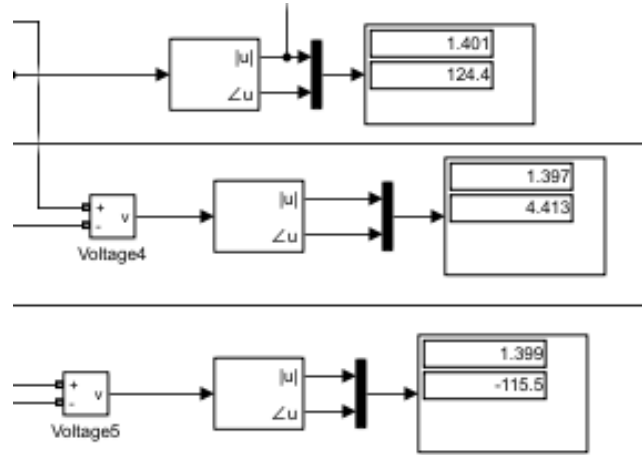 |u|
∠u
1.401
124.4
+
-
v
Voltage4
|u|
∠u
1.397
4.413
+
-
v
Voltage5
|u|
∠u
1.399
-115.5